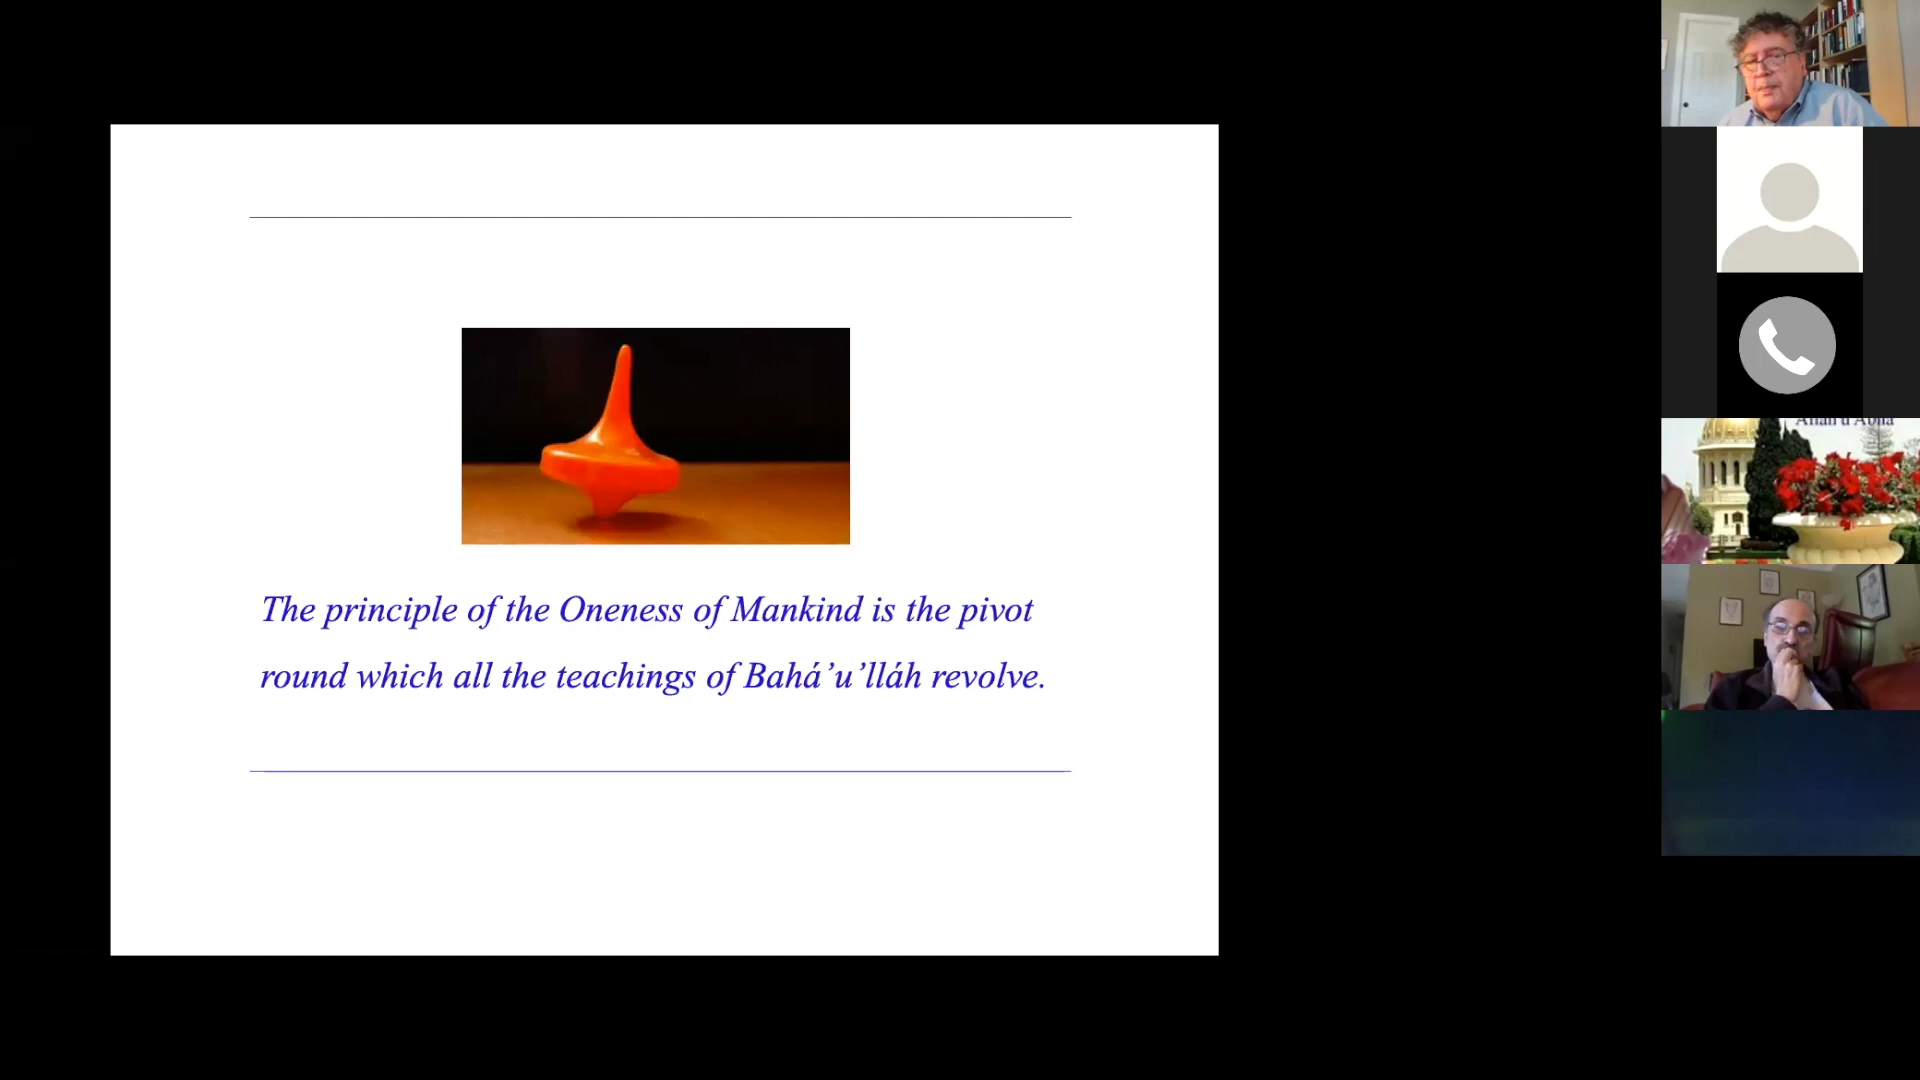 The principle of the Oneness of Mankind is the pivot
round which all the teachings of Bahá’u’lláh revolve.